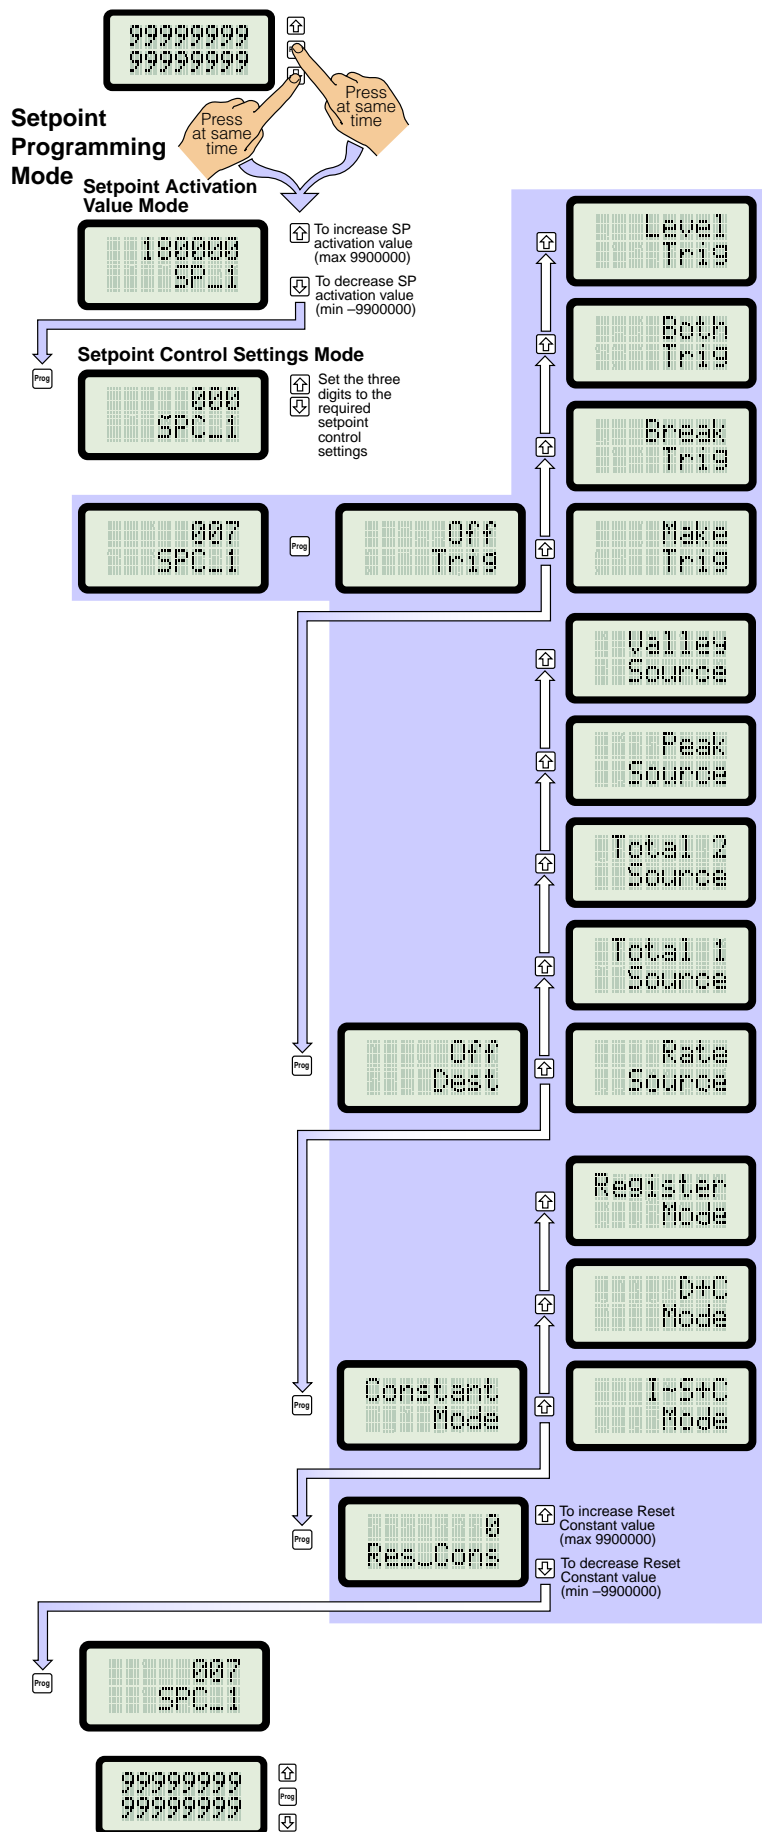 99999999
99999999
Prog
Press
at same
time
Press
at same
time
Setpoint
Programming
Mode
Setpoint Activation
Value Mode
180000
SP_1
To increase SP
activation value
(max 9900000)
To decrease SP
activation value
(min –9900000)
Prog
Setpoint Control Settings Mode
000
SPC_1
Set the three
digits to the
required
setpoint
control
settings
Level
Trig
Both
Trig
Break
Trig
007
SPC_1
Prog
Off
Trig
Make
Trig
Valley
Source
Peak
Source
Total 2
Source
Total 1
Source
Prog
Off
Dest
Rate
Source
Register
Mode
D+C
Mode
Prog
Constant
Mode
I-S+C
Mode
Prog
0
Res_Cons
To increase Reset
Constant value
(max 9900000)
To decrease Reset
Constant value
(min –9900000)
Prog
007
SPC_1
99999999
99999999
Prog